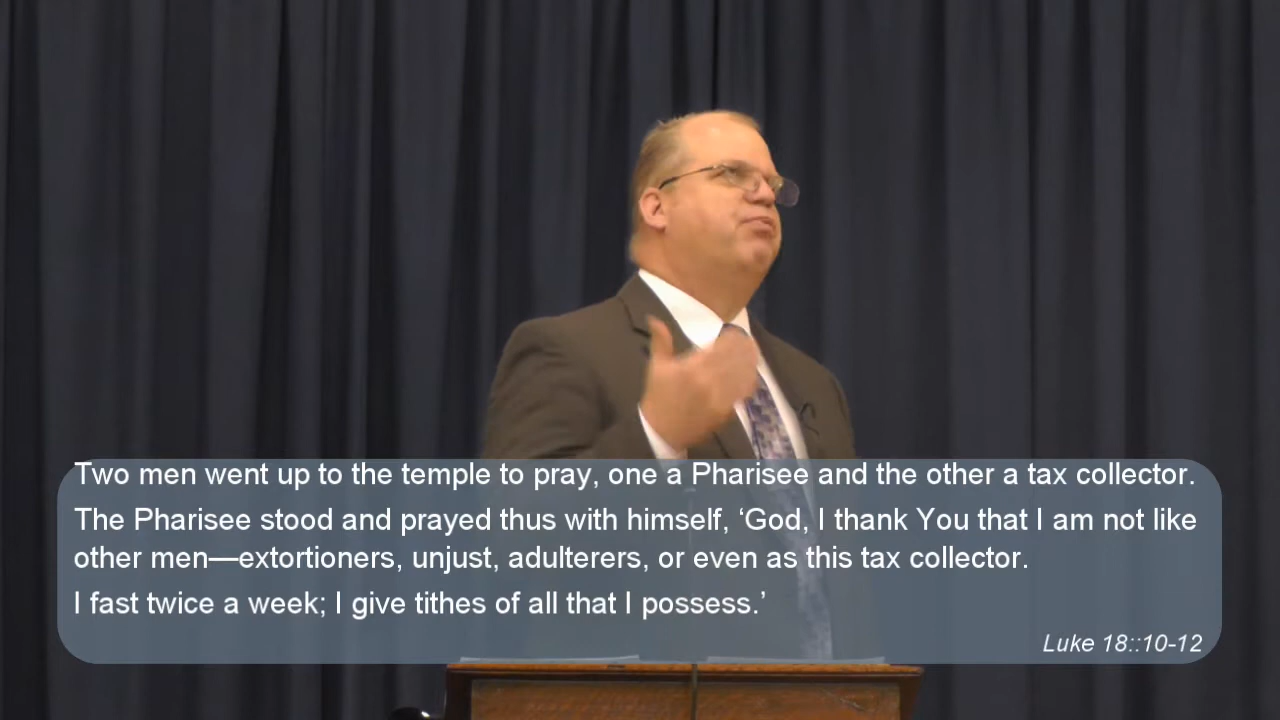 Two men went up to the temple to pray, one a Pharisee and the other a tax collector.
The Pharisee stood and prayed thus with himself, ‘God, I thank You that I am not like
other men—extortioners, unjust, adulterers, or even as this tax collector.
I fast twice a week; I give tithes of all that I possess.’
Luke 18::10-12